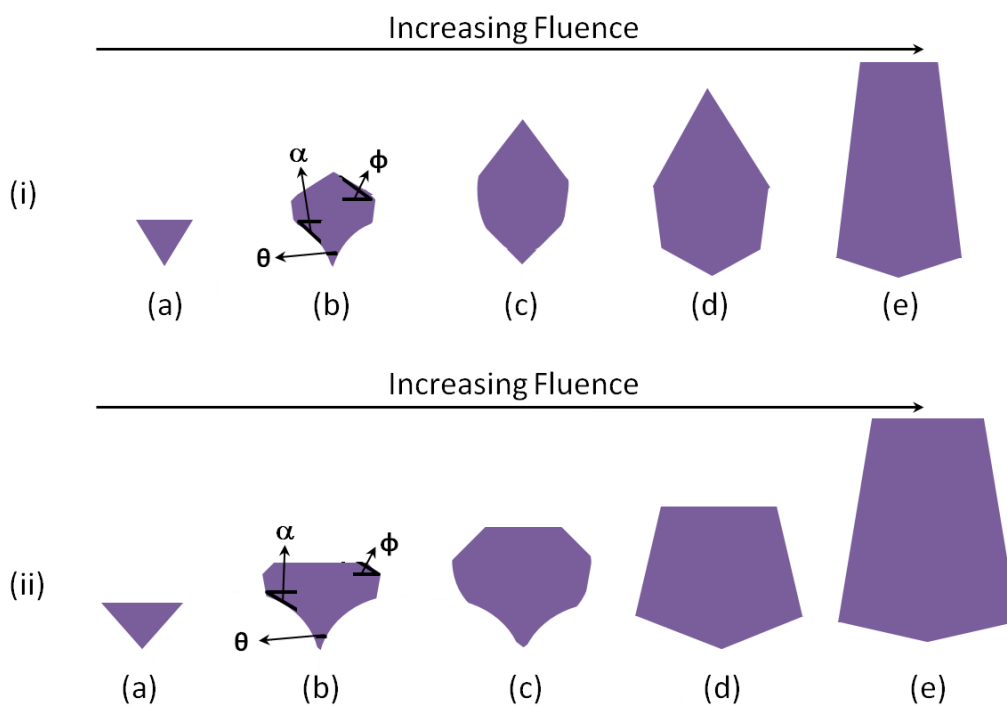 Increasing Fluence
α
ϕ
(i)
θ
(a) (b) (c) (d) (e)
Increasing Fluence
α
ϕ
(ii)
θ
(a) (b) (c) (d) (e)